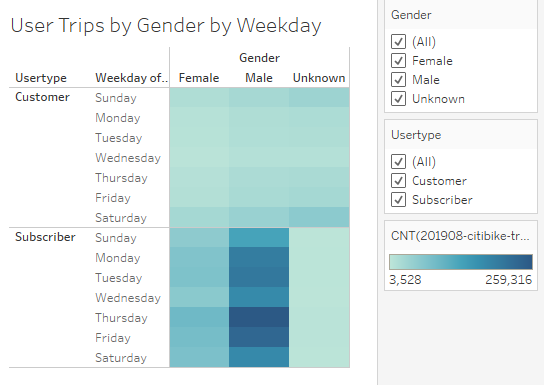 User Trips by Gender by Weekday
Gender
Usertype Weekday of.. Female Male Unknown
Customer Sunday
Monday
Tuesday
Wednesday
Thursday
Friday
Saturday
Subscriber Sunday
Monday
Tuesday
Wednesday
Thursday
Friday
Saturday
Gender
(All)
Female
Male
Unknown
Usertype
(All)
Customer
Subscriber
CNT(201908-citibike-tr...
3,528 259,316